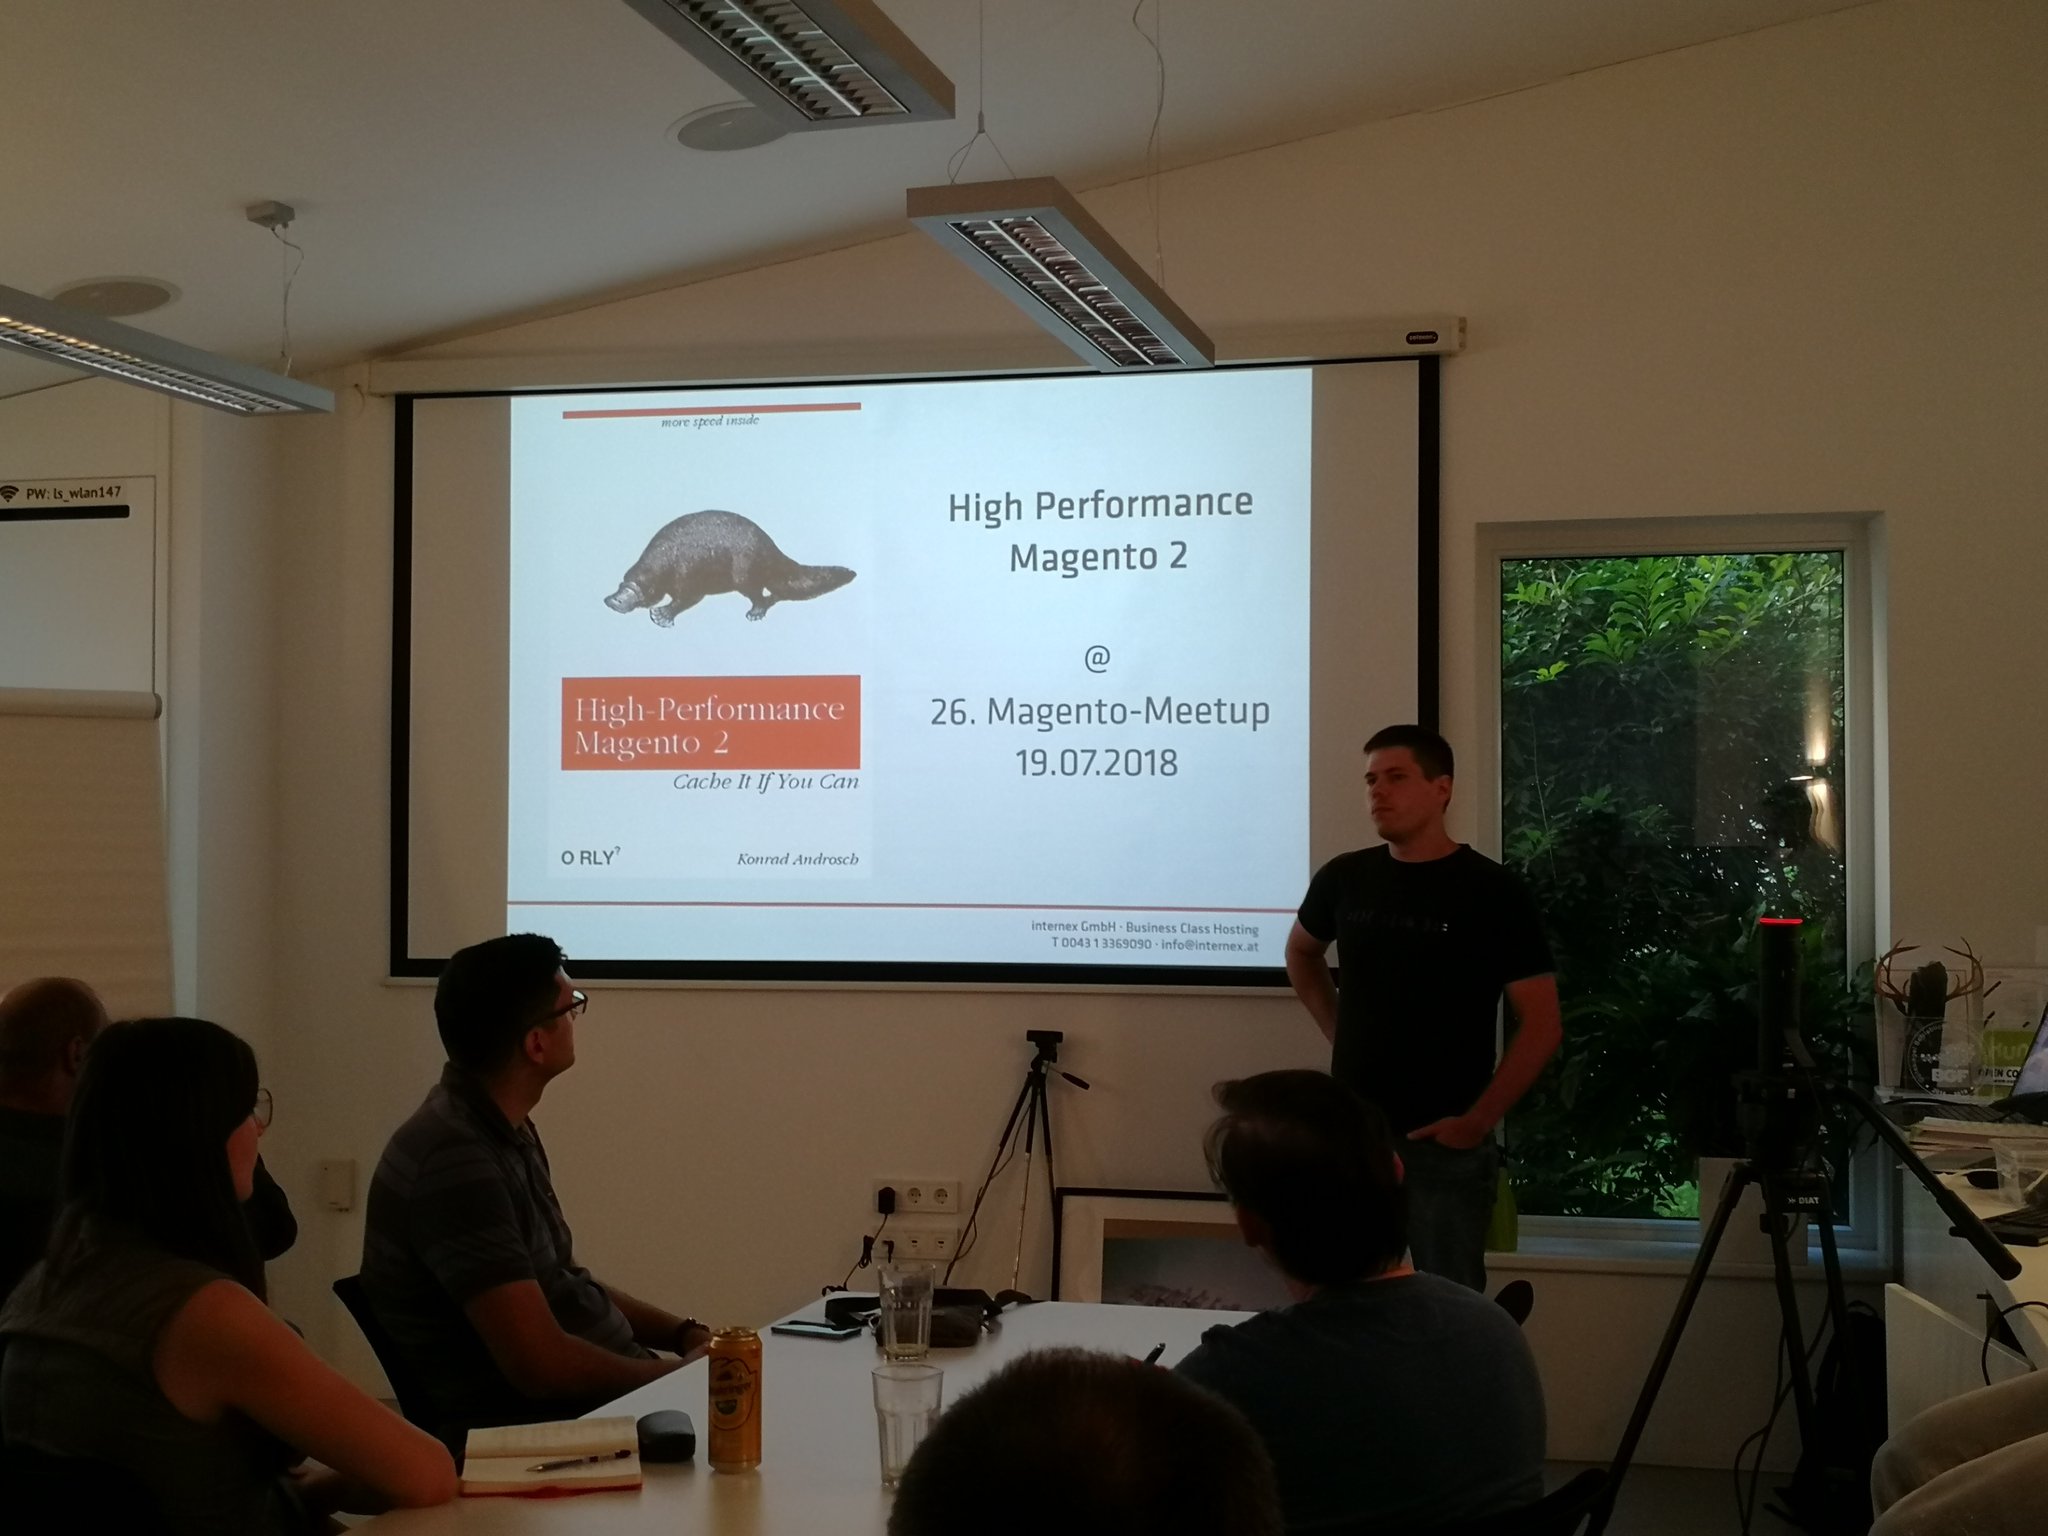 PW: ls_wlan147
more speed inside
High-Performance
Magento 2
Cache It If You Can
O RLY?
Konrad Androsch
High Performance
Magento 2
@
26. Magento-Meetup
19.07.2018
internex GmbH · Business Class Hosting
T 0043 1 3369090 · info@internex.at
DIAT